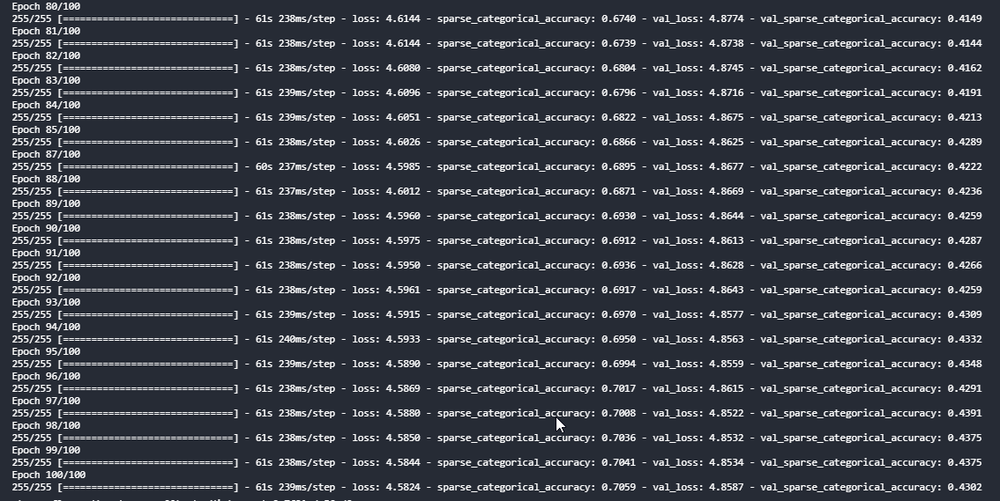 Epoch 80/100
255/255 [==============================] - 61s 238ms/step - loss: 4.6144 - sparse_categorical_accuracy: 0.6740 - val_loss: 4.8774 - val_sparse_categorical_accuracy: 0.4149
Epoch 81/100
255/255 [==============================] - 61s 238ms/step - loss: 4.6144 - sparse_categorical_accuracy: 0.6739 - val_loss: 4.8738 - val_sparse_categorical_accuracy: 0.4144
Epoch 82/100
255/255 [==============================] - 61s 238ms/step - loss: 4.6080 - sparse_categorical_accuracy: 0.6804 - val_loss: 4.8745 - val_sparse_categorical_accuracy: 0.4162
Epoch 83/100
255/255 [==============================] - 61s 239ms/step - loss: 4.6096 - sparse_categorical_accuracy: 0.6796 - val_loss: 4.8716 - val_sparse_categorical_accuracy: 0.4191
Epoch 84/100
255/255 [==============================] - 61s 239ms/step - loss: 4.6051 - sparse_categorical_accuracy: 0.6822 - val_loss: 4.8675 - val_sparse_categorical_accuracy: 0.4213
Epoch 85/100
255/255 [==============================] - 61s 238ms/step - loss: 4.6026 - sparse_categorical_accuracy: 0.6866 - val_loss: 4.8625 - val_sparse_categorical_accuracy: 0.4289
Epoch 87/100
255/255 [==============================] - 60s 237ms/step - loss: 4.5985 - sparse_categorical_accuracy: 0.6895 - val_loss: 4.8677 - val_sparse_categorical_accuracy: 0.4222
Epoch 88/100
255/255 [==============================] - 61s 237ms/step - loss: 4.6012 - sparse_categorical_accuracy: 0.6871 - val_loss: 4.8669 - val_sparse_categorical_accuracy: 0.4236
Epoch 89/100
255/255 [==============================] - 61s 238ms/step - loss: 4.5960 - sparse_categorical_accuracy: 0.6930 - val_loss: 4.8644 - val_sparse_categorical_accuracy: 0.4259
Epoch 90/100
255/255 [==============================] - 61s 238ms/step - loss: 4.5975 - sparse_categorical_accuracy: 0.6912 - val_loss: 4.8613 - val_sparse_categorical_accuracy: 0.4287
Epoch 91/100
255/255 [==============================] - 61s 238ms/step - loss: 4.5950 - sparse_categorical_accuracy: 0.6936 - val_loss: 4.8628 - val_sparse_categorical_accuracy: 0.4266
Epoch 92/100
255/255 [==============================] - 61s 238ms/step - loss: 4.5961 - sparse_categorical_accuracy: 0.6917 - val_loss: 4.8643 - val_sparse_categorical_accuracy: 0.4259
Epoch 93/100
255/255 [==============================] - 61s 239ms/step - loss: 4.5915 - sparse_categorical_accuracy: 0.6970 - val_loss: 4.8577 - val_sparse_categorical_accuracy: 0.4309
Epoch 94/100
255/255 [==============================] - 61s 240ms/step - loss: 4.5933 - sparse_categorical_accuracy: 0.6950 - val_loss: 4.8563 - val_sparse_categorical_accuracy: 0.4332
Epoch 95/100
255/255 [==============================] - 61s 239ms/step - loss: 4.5890 - sparse_categorical_accuracy: 0.6994 - val_loss: 4.8559 - val_sparse_categorical_accuracy: 0.4348
Epoch 96/100
255/255 [==============================] - 61s 238ms/step - loss: 4.5869 - sparse_categorical_accuracy: 0.7017 - val_loss: 4.8615 - val_sparse_categorical_accuracy: 0.4291
Epoch 97/100
255/255 [==============================] - 61s 238ms/step - loss: 4.5880 - sparse_categorical_accuracy: 0.7008 - val_loss: 4.8522 - val_sparse_categorical_accuracy: 0.4391
Epoch 98/100
255/255 [==============================] - 61s 238ms/step - loss: 4.5850 - sparse_categorical_accuracy: 0.7036 - val_loss: 4.8532 - val_sparse_categorical_accuracy: 0.4375
Epoch 99/100
255/255 [==============================] - 61s 238ms/step - loss: 4.5844 - sparse_categorical_accuracy: 0.7041 - val_loss: 4.8534 - val_sparse_categorical_accuracy: 0.4375
Epoch 100/100
255/255 [==============================] - 61s 239ms/step - loss: 4.5824 - sparse_categorical_accuracy: 0.7059 - val_loss: 4.8587 - val_sparse_categorical_accuracy: 0.4302